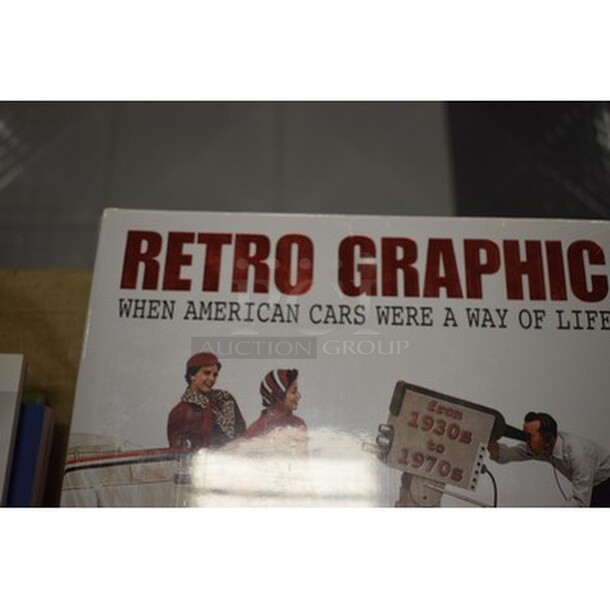 RETRO GRAPHIC
WHEN AMERICAN CARS WERE A WAY OF LIFE
AUCTION GROUP
from
1930s
to
1970s